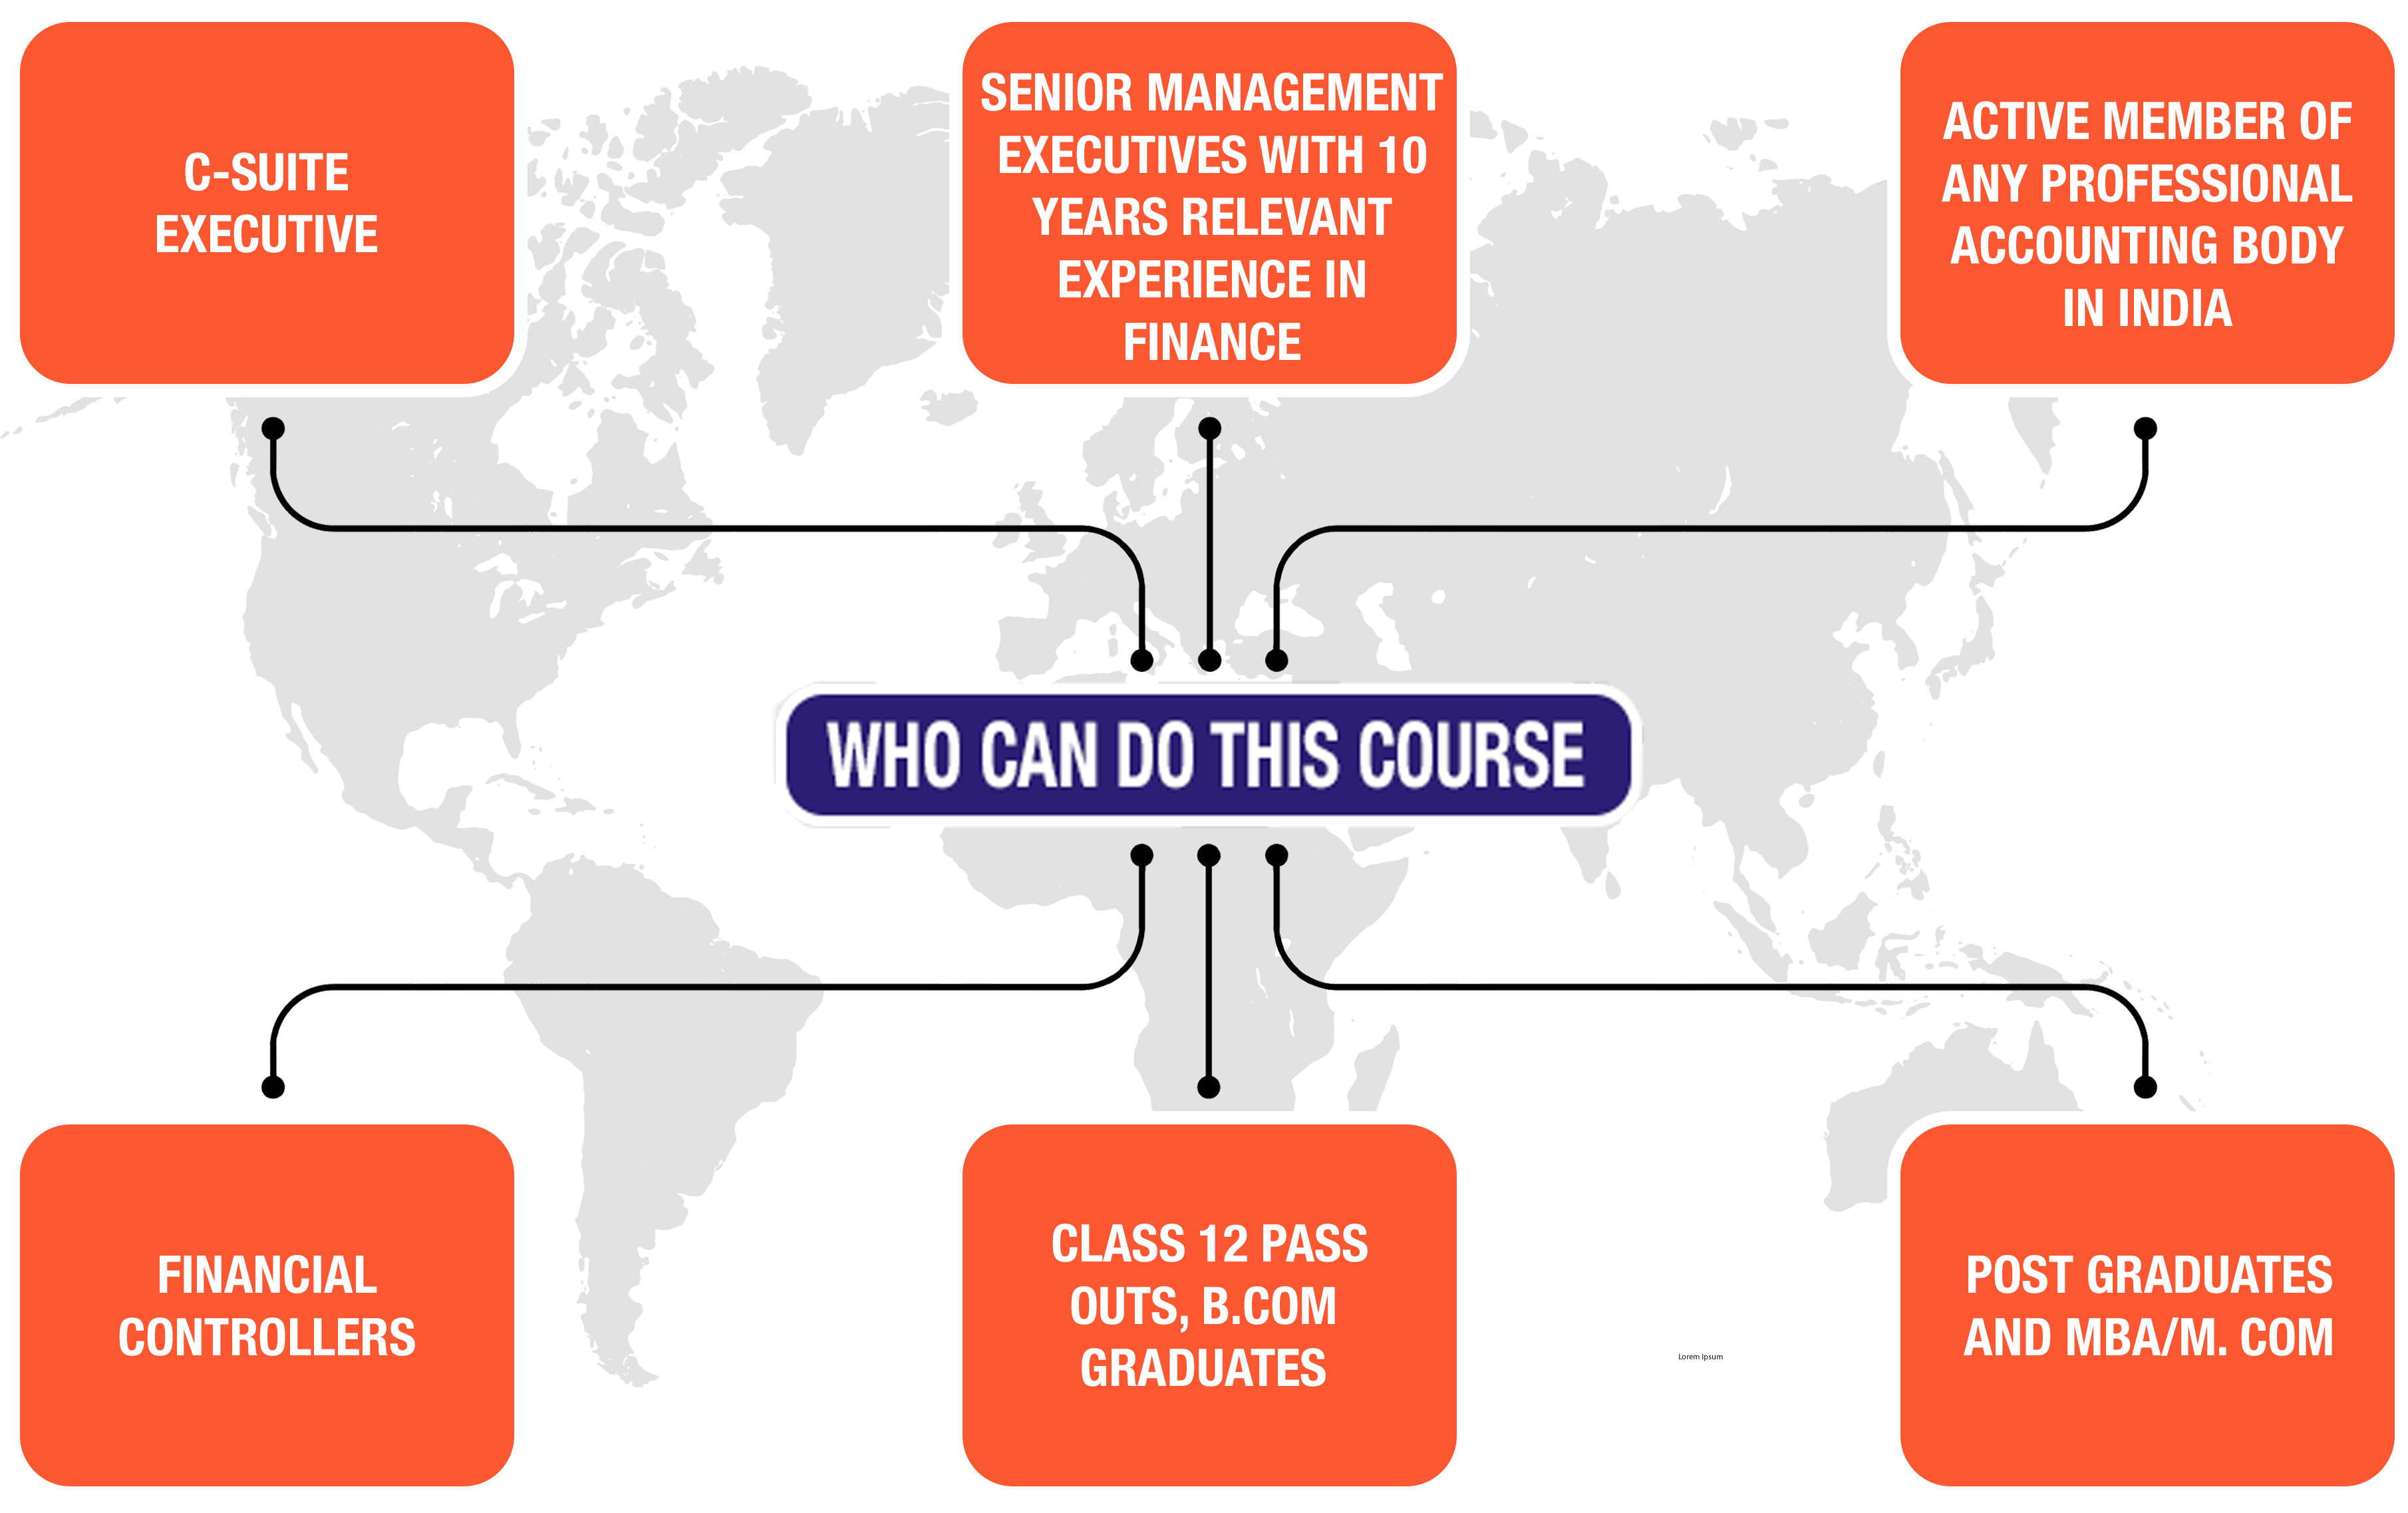 C-SUITE
EXECUTIVE
SENIOR MANAGEMENT
EXECUTIVES WITH 10
YEARS RELEVANT
EXPERIENCE IN
FINANCE
ACTIVE MEMBER OF
ANY PROFESSIONAL
ACCOUNTING BODY
IN INDIA
WHO CAN DO THIS COURSE
FINANCIAL
CONTROLLERS
CLASS 12 PASS
OUTS, B.COM
GRADUATES
Lorem Ipsum
POST GRADUATES
AND MBA/M. COM